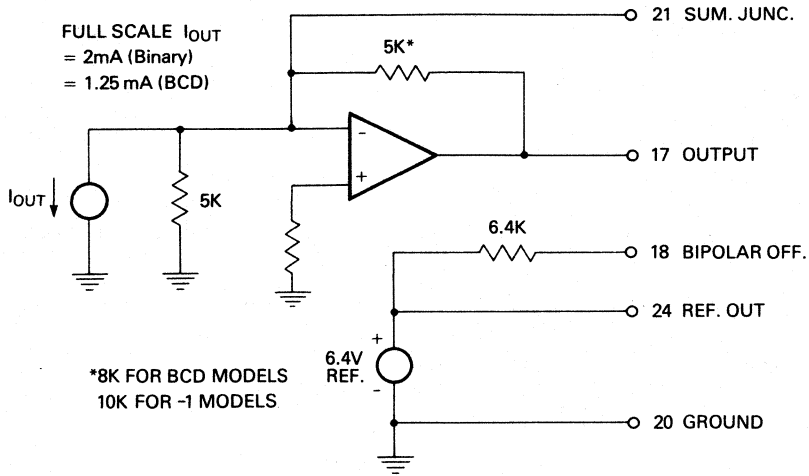 FULL SCALE IOUT
= 2mA (Binary)
= 1.25 mA (BCD)
21 SUM. JUNC.
5K*
-
+
17 OUTPUT
IOUT
5K
6.4K
18 BIPOLAR OFF.
24 REF. OUT
+
6.4V
REF.
-
*8K FOR BCD MODELS
10K FOR -1 MODELS
20 GROUND